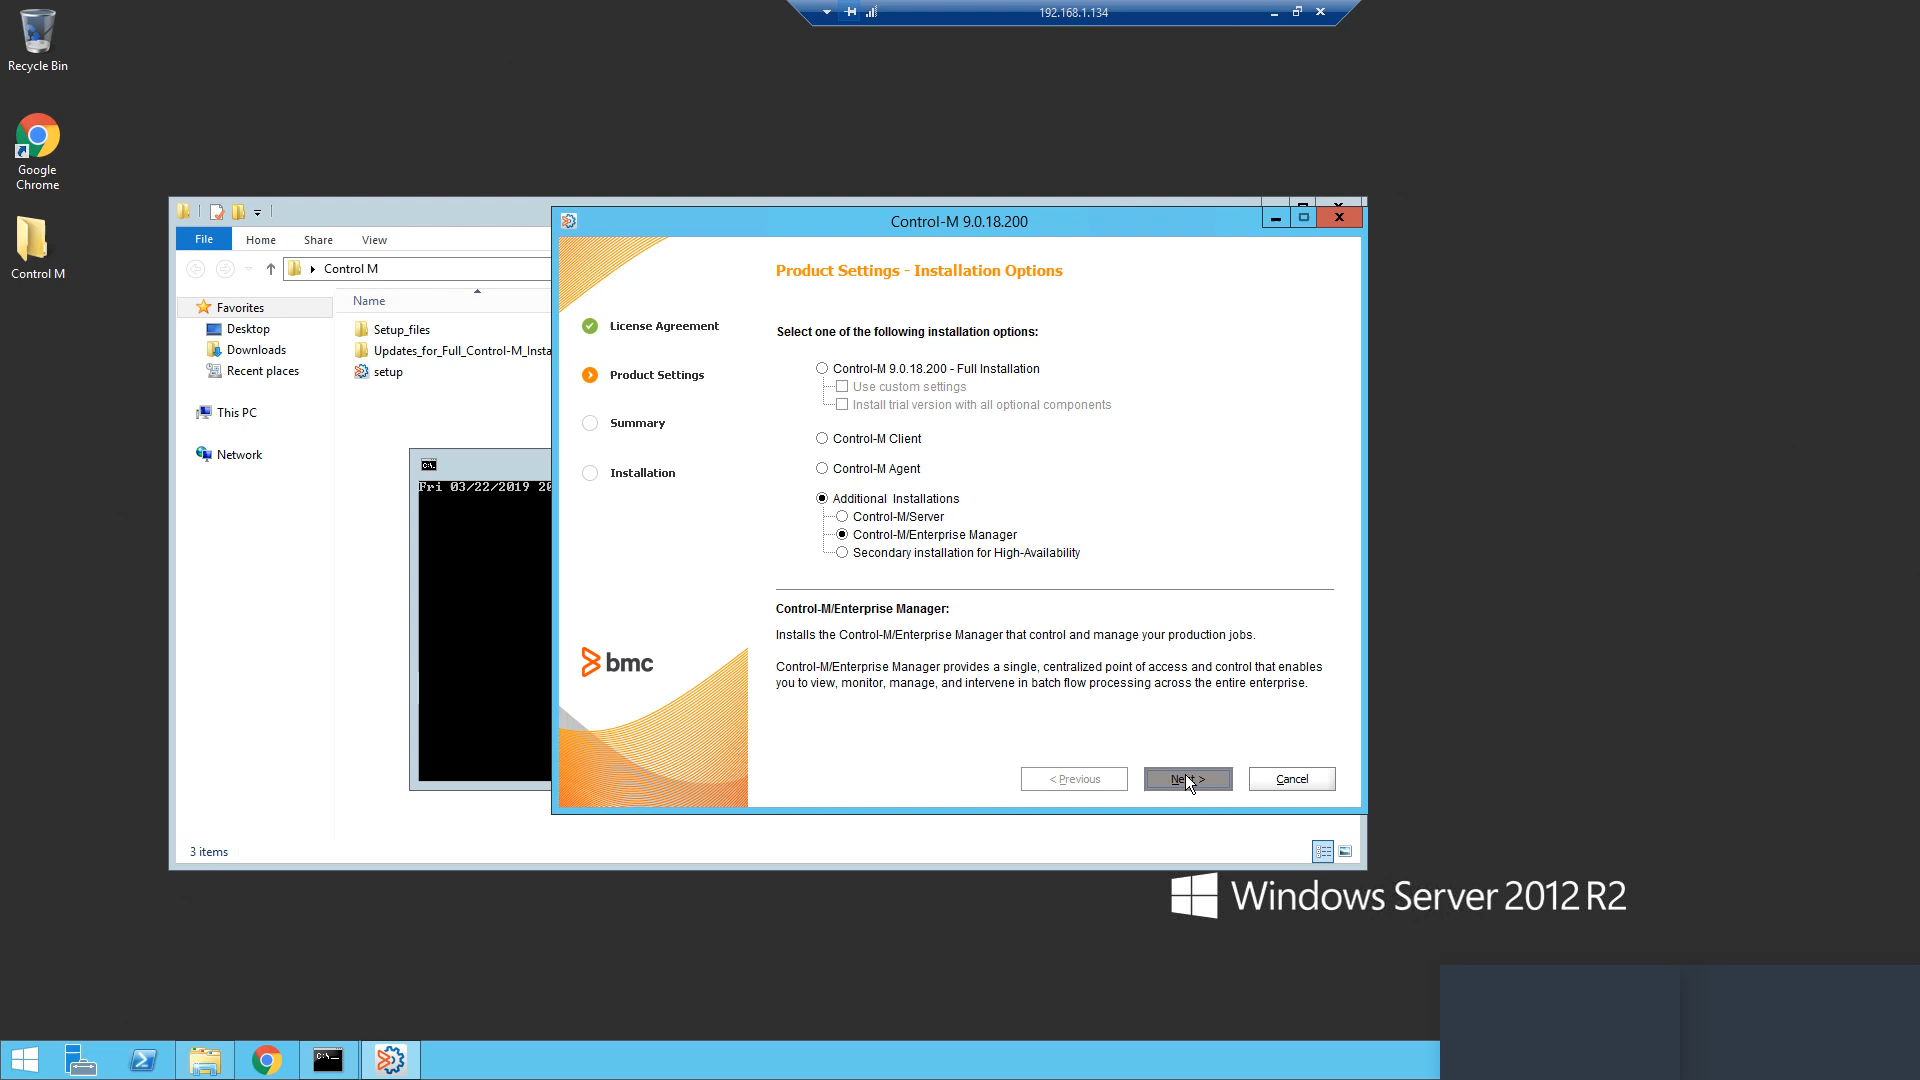 192.168.1.134
Recycle Bin
Google
Chrome
Control M
File
Home
Share
View
Control M
Name
Favorites
Desktop
Downloads
Recent places
This PC
Network
Setup_files
Updates_for_Full_Control-M_Insta
setup
3 items
C:\.
Fri 03/22/2019 20
Control-M 9.0.18.200
License Agreement
Product Settings
Summary
Installation
bmc
Product Settings - Installation Options
Select one of the following installation options:
Control-M 9.0.18.200 - Full Installation
Use custom settings
Install trial version with all optional components
Control-M Client
Control-M Agent
Additional Installations
Control-M/Server
Control-M/Enterprise Manager
Secondary installation for High-Availability
Control-M/Enterprise Manager:
Installs the Control-M/Enterprise Manager that control and manage your production jobs.
Control-M/Enterprise Manager provides a single, centralized point of access and control that enables
you to view, monitor, manage, and intervene in batch flow processing across the entire enterprise.
< Previous
Next >
Cancel
Windows Server 2012 R2